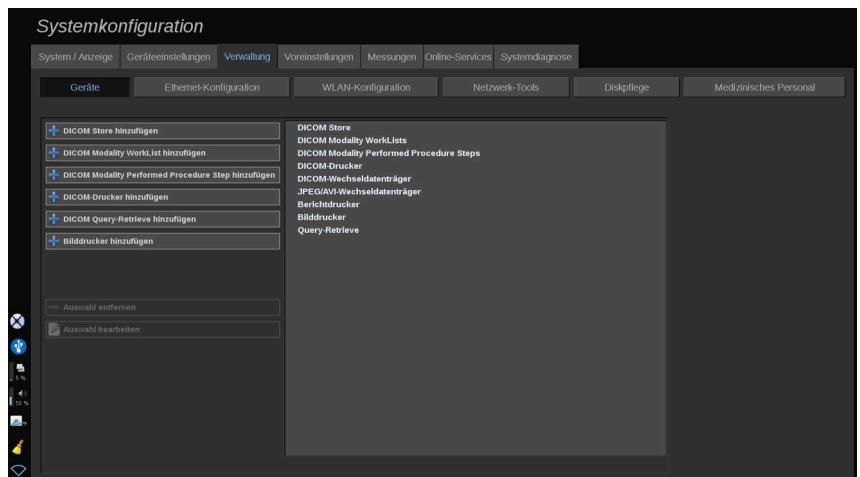 Systemkonfiguration
System / Anzeige Geräteeinstellungen Verwaltung Voreinstellungen Messungen Online-Services Systemdiagnose
Geräte Ethernet-Konfiguration WLAN-Konfiguration Netzwerk-Tools Diskpflege Medizinisches Personal
DICOM Store hinzufügen
DICOM Modality WorkList hinzufügen
DICOM Modality Performed Procedure Step hinzufügen
DICOM-Drucker hinzufügen
DICOM Query-Retrieve hinzufügen
Bilddrucker hinzufügen
Auswahl entfernen
Auswahl bearbeiten
DICOM Store
DICOM Modality WorkLists
DICOM Modality Performed Procedure Steps
DICOM-Drucker
DICOM-Wechseldatenträger
JPEG/AVI-Wechseldatenträger
Berichtdrucker
Bilddrucker
Query-Retrieve
5 %
50 %